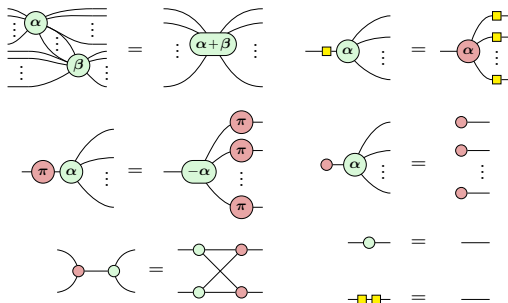 α
β
=
α+β
α
=
α
π α
=
−α
π
π
π
α
=
=
=
=